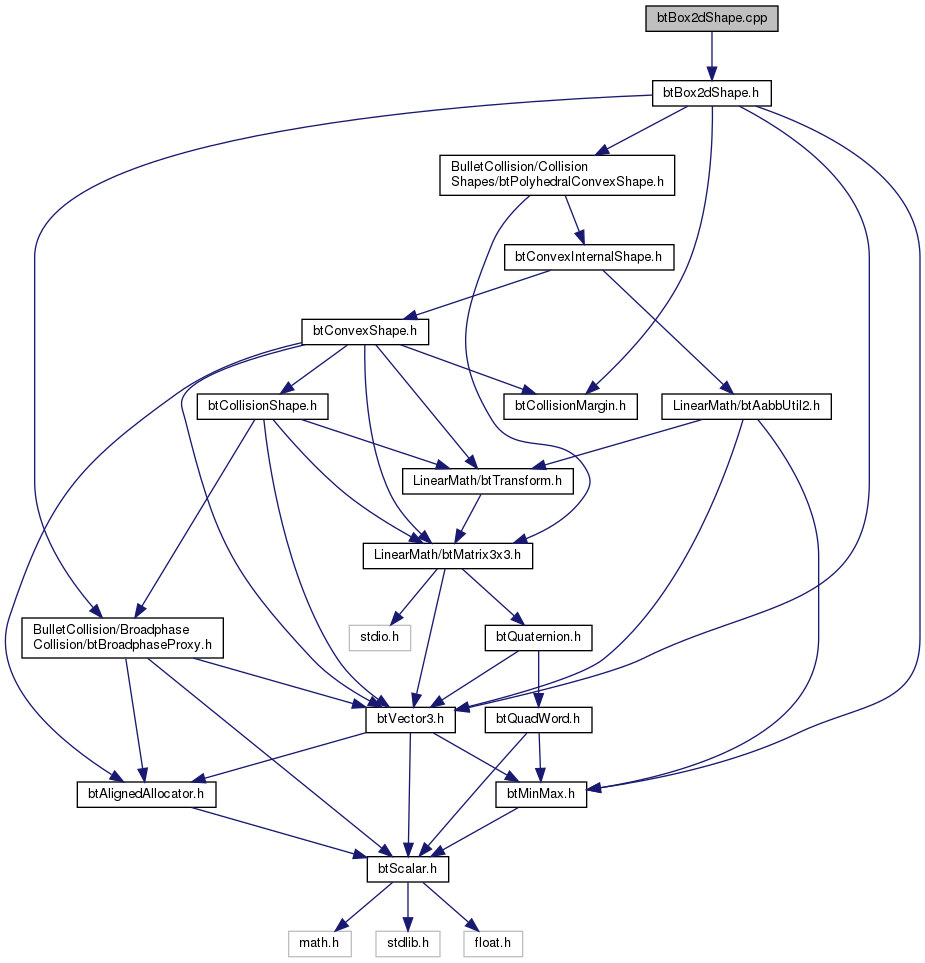 btBox2dShape.cpp
btBox2dShape.h
BulletCollision/Collision
Shapes/btPolyhedralConvexShape.h
btConvexInternalShape.h
btConvexShape.h
btCollisionShape.h
btCollisionMargin.h
LinearMath/btAabbUtil2.h
LinearMath/btTransform.h
LinearMath/btMatrix3x3.h
BulletCollision/Broadphase
Collision/btBroadphaseProxy.h
stdio.h
btQuaternion.h
btVector3.h
btQuadWord.h
btAlignedAllocator.h
btMinMax.h
btScalar.h
math.h
stdlib.h
float.h